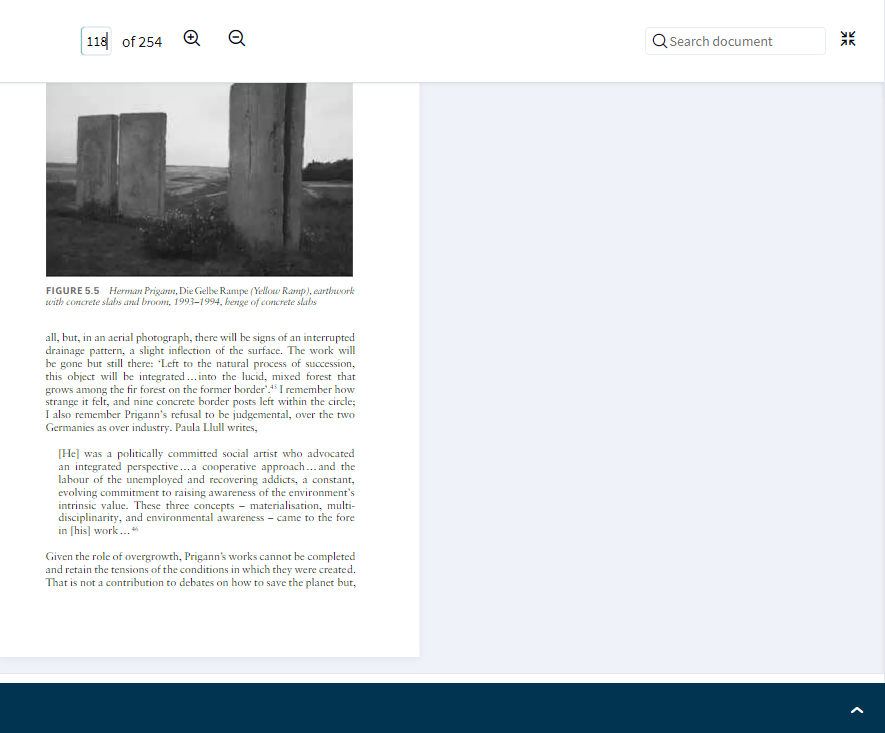 118 of 254 Search document
FIGURE 5.5 Herman Prigann, Die Gelbe Rampe (Yellow Ramp), earthwork
with concrete slabs and broom, 1993–1994, henge of concrete slabs
all, but, in an aerial photograph, there will be signs of an interrupted
drainage pattern, a slight inflection of the surface. The work will
be gone but still there: ‘Left to the natural process of succession,
this object will be integrated…into the lucid, mixed forest that
grows among the fir forest on the former border’.⁴⁵ I remember how
strange it felt, and nine concrete border posts left within the circle;
I also remember Prigann’s refusal to be judgemental, over the two
Germanies as over industry. Paula Llull writes,
[He] was a politically committed social artist who advocated
an integrated perspective…a cooperative approach…and the
labour of the unemployed and recovering addicts, a constant,
evolving commitment to raising awareness of the environment’s
intrinsic value. These three concepts – materialisation, multi-
disciplinarity, and environmental awareness – came to the fore
in [his] work…⁴⁶
Given the role of overgrowth, Prigann’s works cannot be completed
and retain the tensions of the conditions in which they were created.
That is not a contribution to debates on how to save the planet but,